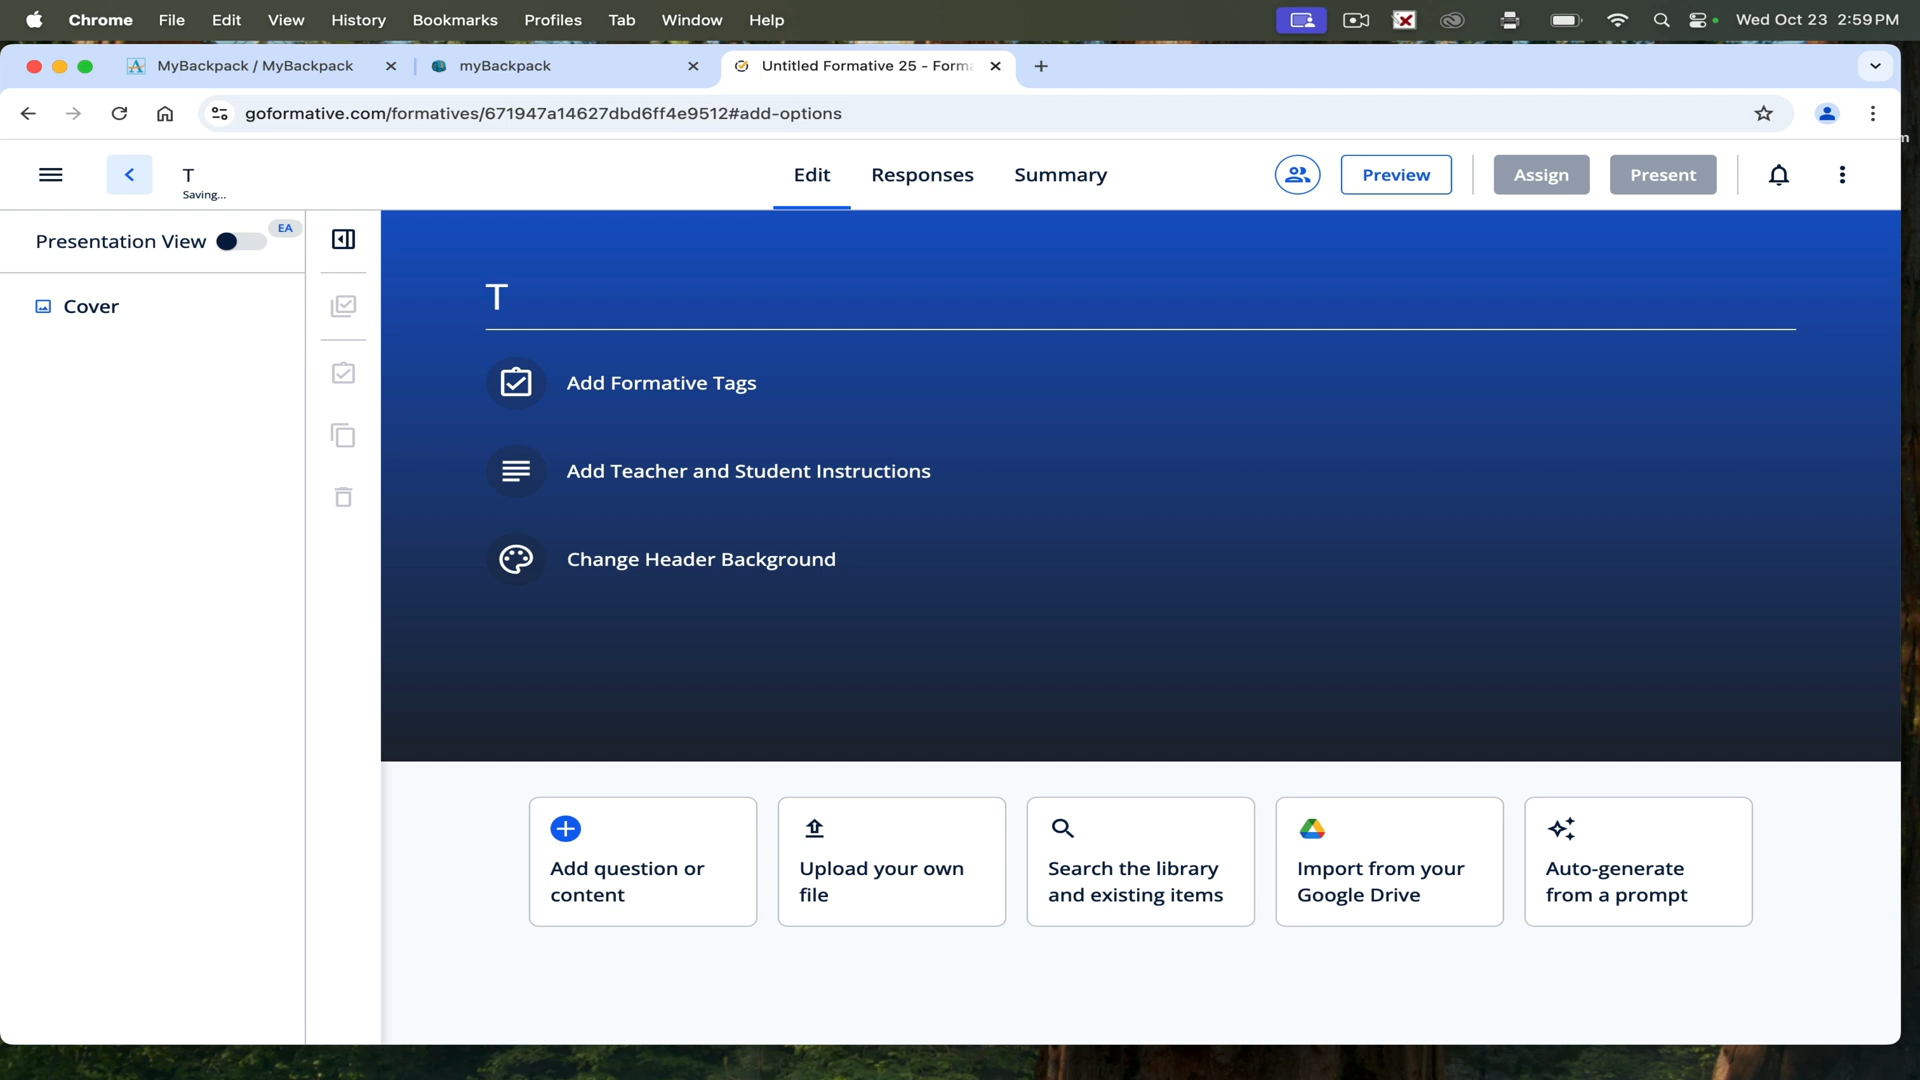 Chrome File Edit View History Bookmarks Profiles Tab Window Help Wed Oct 23 2:59 PM
MyBackpack / MyBackpack myBackpack Untitled Formative 25 - Form
goformative.com/formatives/671947a14627dbd6ff4e9512#add-options
T
Saving...
Edit Responses Summary Preview Assign Present
Presentation View EA
Cover
T
Add Formative Tags
Add Teacher and Student Instructions
Change Header Background
Add question or
content
Upload your own
file
Search the library
and existing items
Import from your
Google Drive
Auto-generate
from a prompt